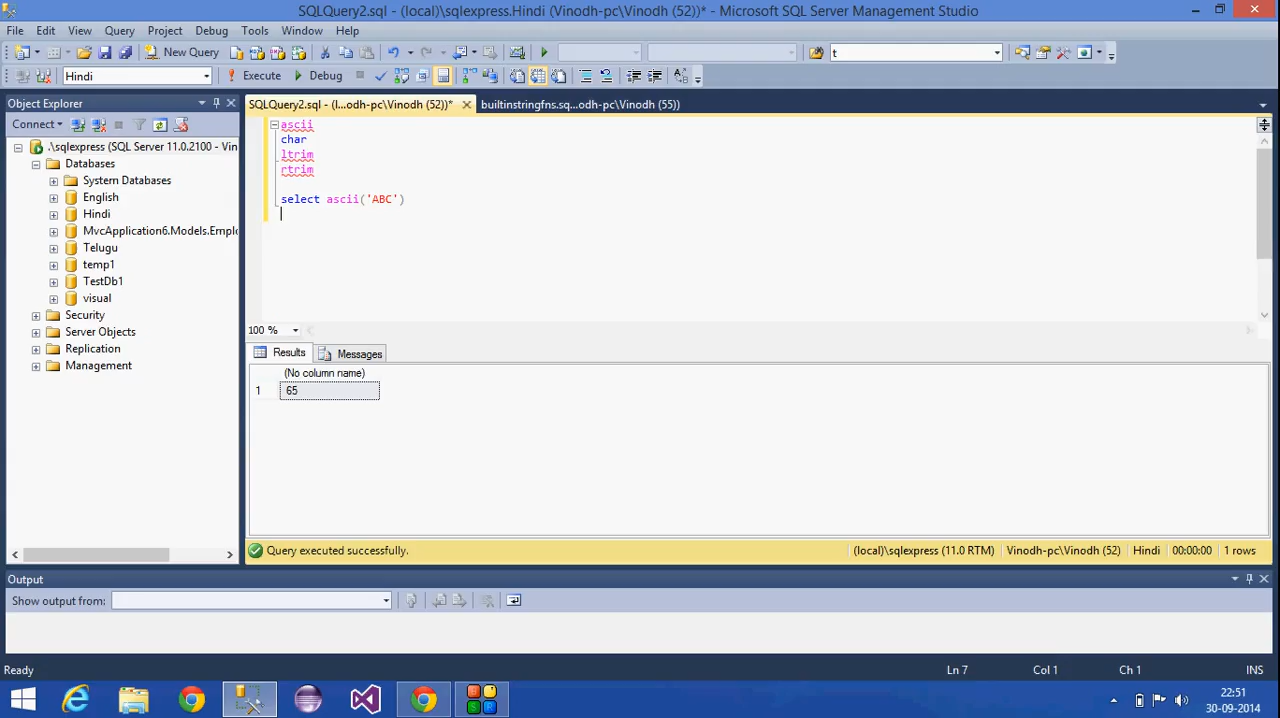 SQLQuery2.sql - (local)\sqlexpress.Hindi (Vinodh-pc\Vinodh (52))* - Microsoft SQL Server Management Studio
File Edit View Query Project Debug Tools Window Help
New Query t
Hindi Execute Debug
Object Explorer
SQLQuery2.sql - (l...odh-pc\Vinodh (52))* builtinstringfns.sq...odh-pc\Vinodh (55))
Connect
.\sqlexpress (SQL Server 11.0.2100 - Vin
Databases
System Databases
English
Hindi
MvcApplication6.Models.Emplo
Telugu
temp1
TestDb1
visual
Security
Server Objects
Replication
Management
ascii
char
ltrim
rtrim
select ascii('ABC')
100 %
Results Messages
(No column name)
1 65
Query executed successfully. (local)\sqlexpress (11.0 RTM) Vinodh-pc\Vinodh (52) Hindi 00:00:00 1 rows
Output
Show output from:
Ready Ln 7 Col 1 Ch 1 INS
22:51
30-09-2014